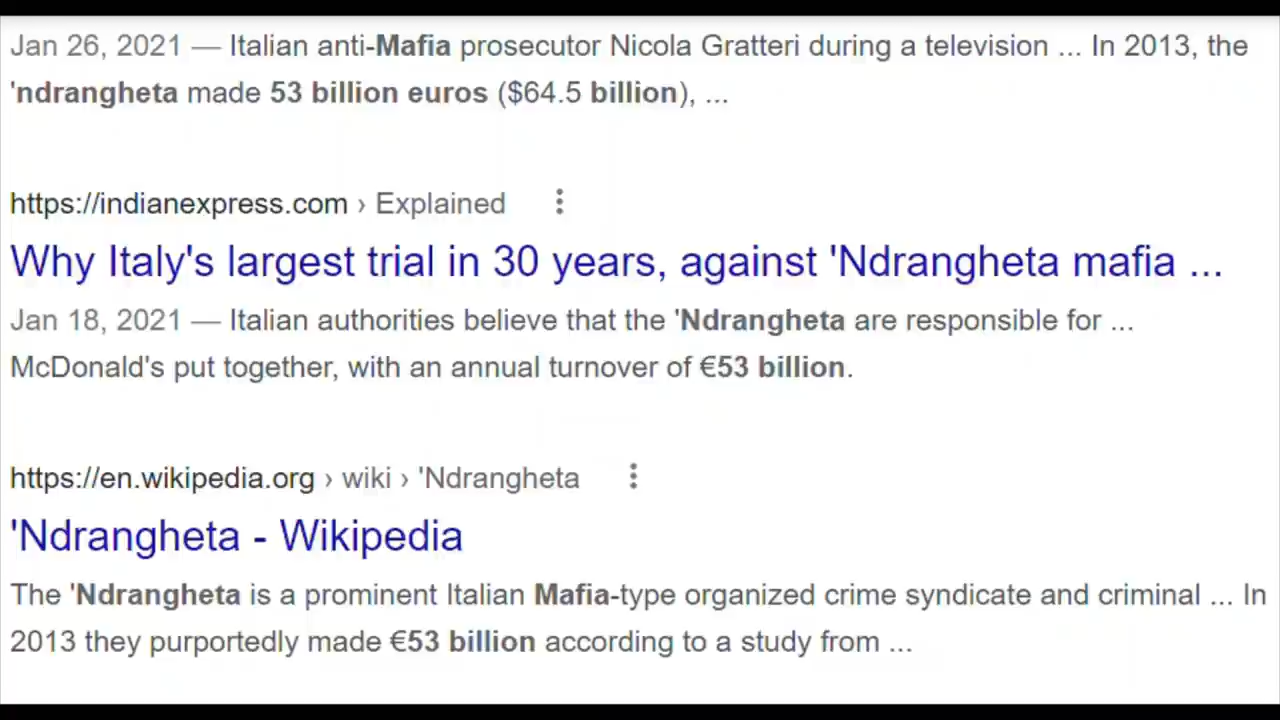 Jan 26, 2021 — Italian anti-Mafia prosecutor Nicola Gratteri during a television ... In 2013, the
'ndrangheta made 53 billion euros ($64.5 billion), ...
https://indianexpress.com › Explained
Why Italy's largest trial in 30 years, against 'Ndrangheta mafia ...
Jan 18, 2021 — Italian authorities believe that the 'Ndrangheta are responsible for ...
McDonald's put together, with an annual turnover of €53 billion.
https://en.wikipedia.org › wiki › 'Ndrangheta
'Ndrangheta - Wikipedia
The 'Ndrangheta is a prominent Italian Mafia-type organized crime syndicate and criminal ... In
2013 they purportedly made €53 billion according to a study from ...